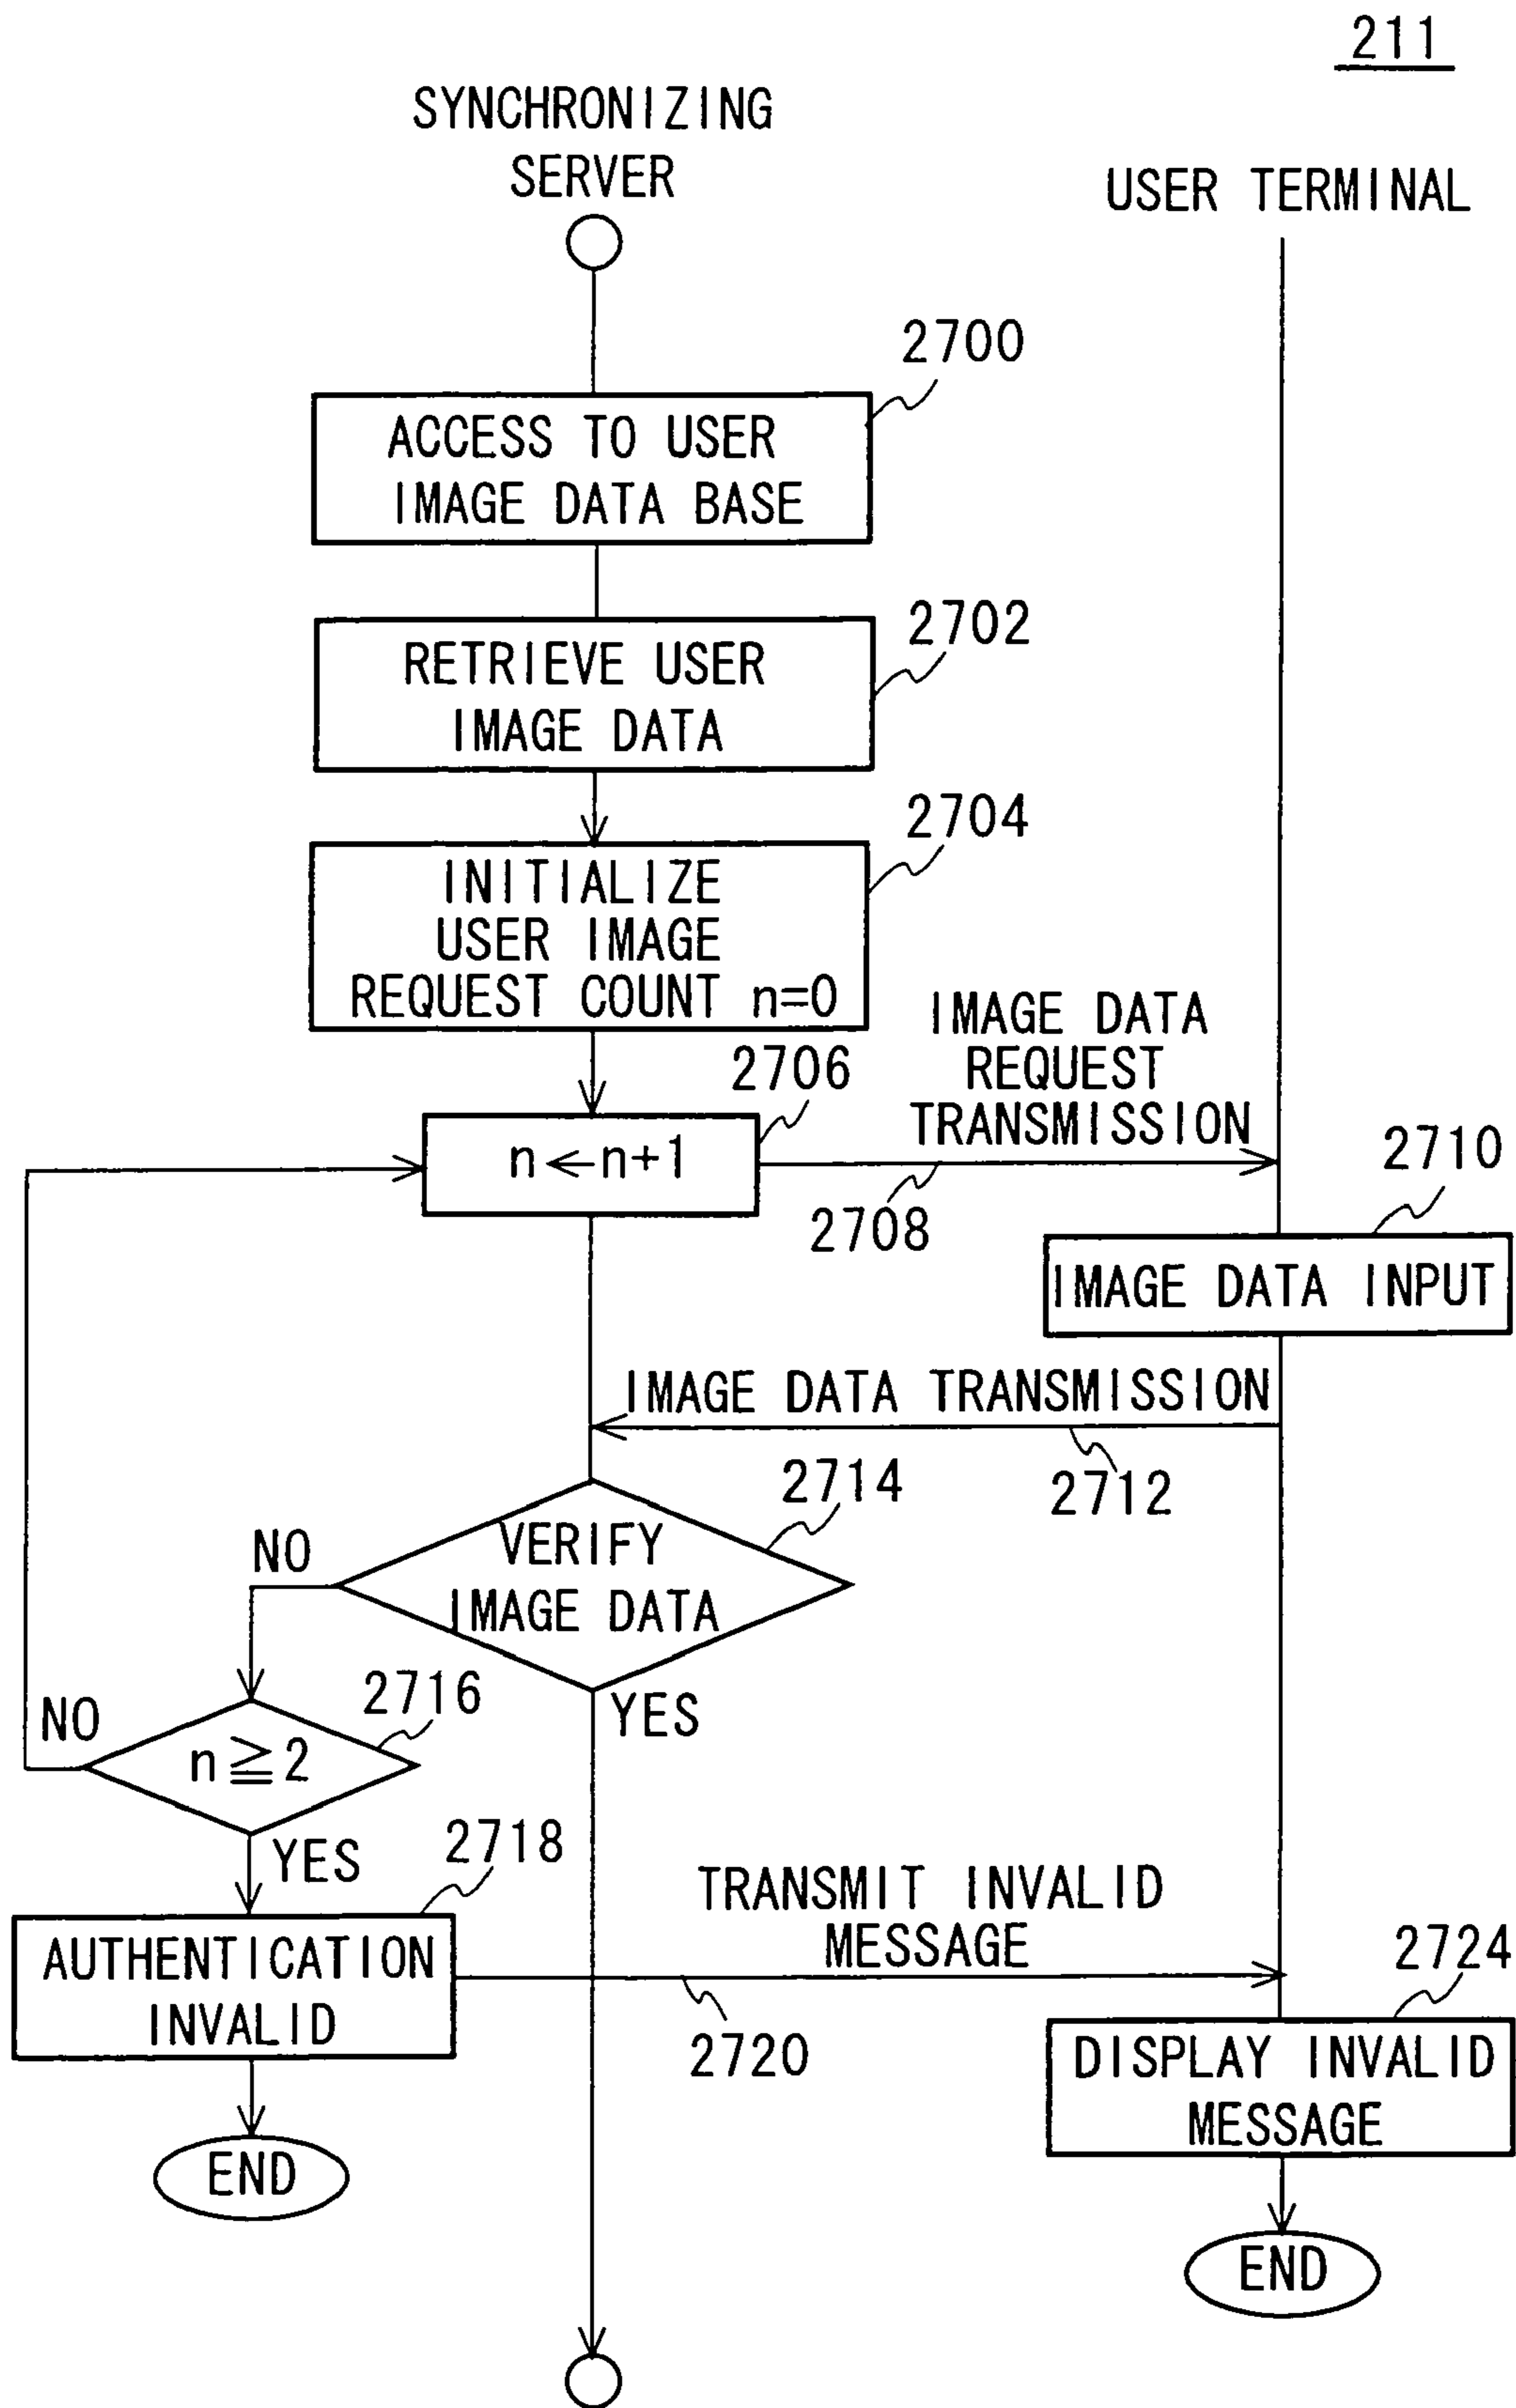 211
SYNCHRONIZING
SERVER
USER TERMINAL
2700
ACCESS TO USER
IMAGE DATA BASE
2702
RETRIEVE USER
IMAGE DATA
2704
INITIALIZE
USER IMAGE
REQUEST COUNT n=0
IMAGE DATA
REQUEST
TRANSMISSION
2706
n←n+1
2708
2710
IMAGE DATA INPUT
IMAGE DATA TRANSMISSION
2712
2714
VERIFY
IMAGE DATA
NO
YES
2716
NO
n≧2
YES
2718
AUTHENTICATION
INVALID
TRANSMIT INVALID
MESSAGE
2720
2724
DISPLAY INVALID
MESSAGE
END
END